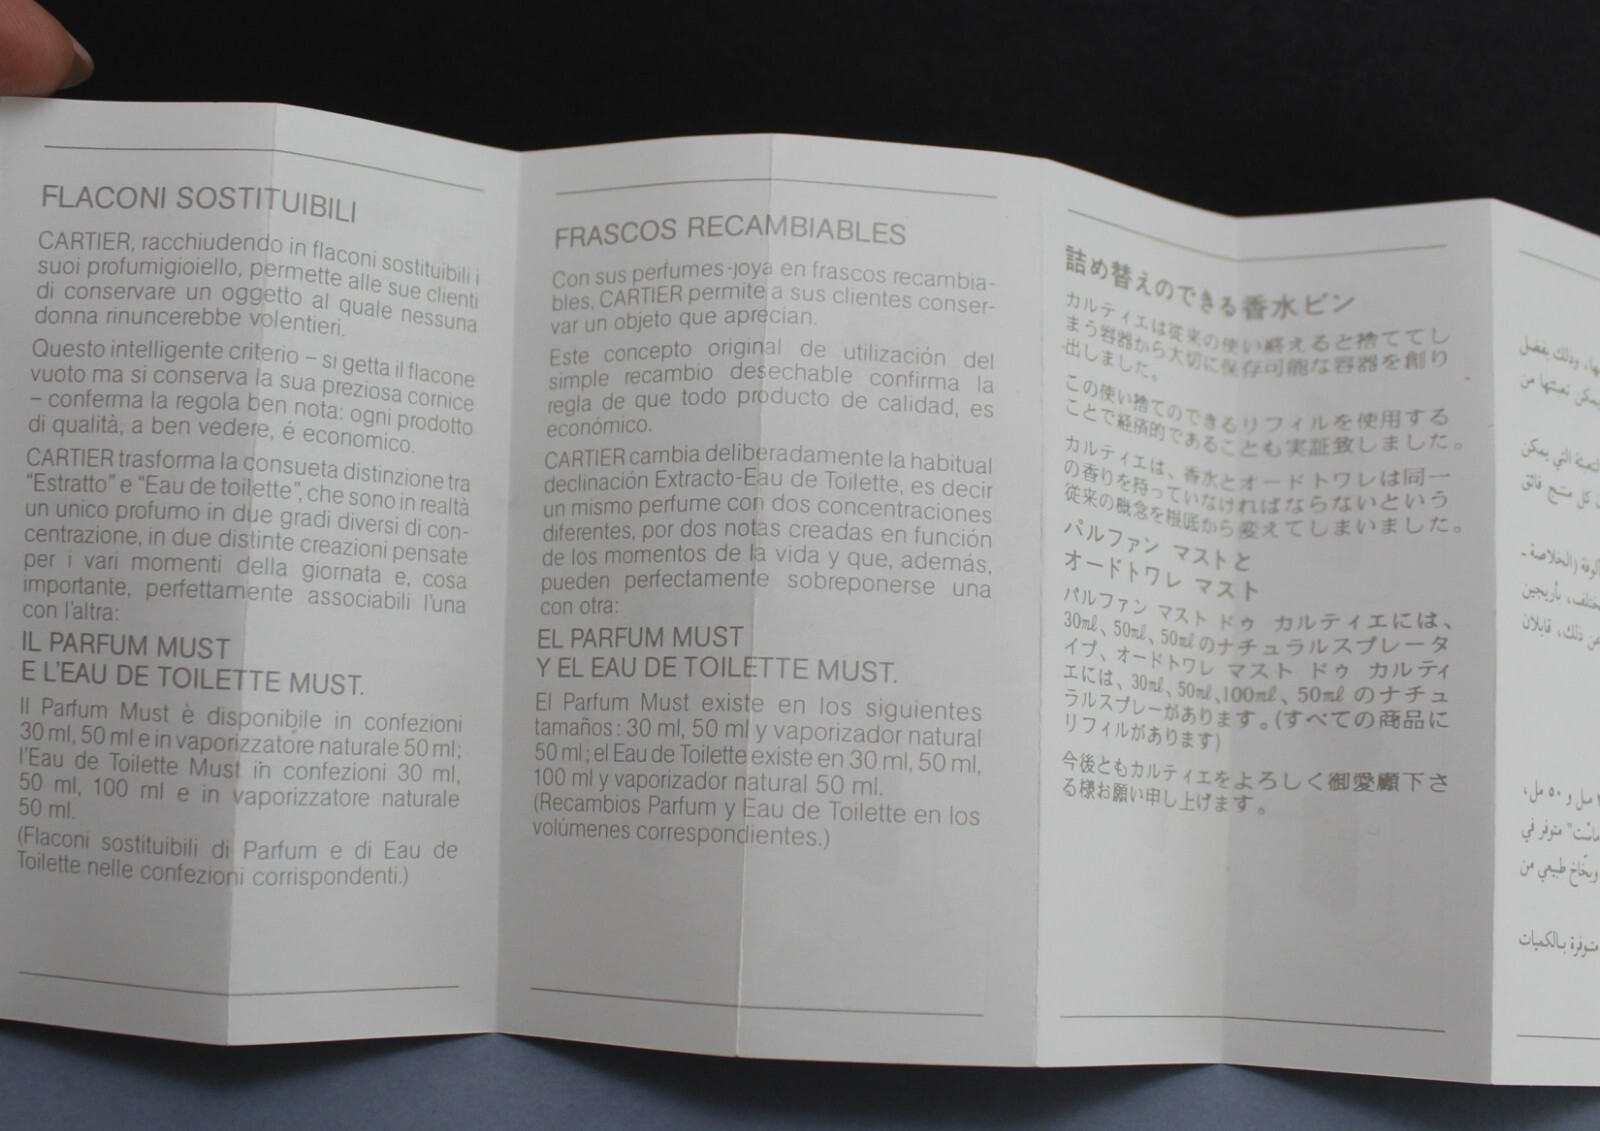 FLACONI SOSTITUIBILI
CARTIER, racchiudendo in flaconi sostituibili i
suoi profumigioiello, permette alle sue clienti
di conservare un oggetto al quale nessuna
donna rinuncerebbe volentieri.
Questo intelligente criterio – si getta il flacone
vuoto ma si conserva la sua preziosa cornice
– conferma la regola ben nota: ogni prodotto
di qualità, a ben vedere, é economico.
CARTIER trasforma la consueta distinzione tra
“Estratto” e “Eau de toilette”, che sono in realtà
un unico profumo in due gradi diversi di con-
centrazione, in due distinte creazioni pensate
per i vari momenti della giornata e, cosa
importante, perfettamente associabili l'una
con l'altra:
IL PARFUM MUST
E L'EAU DE TOILETTE MUST.
Il Parfum Must è disponibile in confezioni
30 ml, 50 ml e in vaporizzatore naturale 50 ml;
l'Eau de Toilette Must in confezioni 30 ml,
50 ml, 100 ml e in vaporizzatore naturale
50 ml.
(Flaconi sostituibili di Parfum e di Eau de
Toilette nelle confezioni corrispondenti.)
FRASCOS RECAMBIABLES
Con sus perfumes-joya en frascos recambia-
bles, CARTIER permite a sus clientes conser-
var un objeto que aprecian.
Este concepto original de utilización del
simple recambio desechable confirma la
regla de que todo producto de calidad, es
económico.
CARTIER cambia deliberadamente la habitual
declinación Extracto-Eau de Toilette, es decir
un mismo perfume con dos concentraciones
diferentes, por dos notas creadas en función
de los momentos de la vida y que, además,
pueden perfectamente sobreponerse una
con otra:
EL PARFUM MUST
Y EL EAU DE TOILETTE MUST.
El Parfum Must existe en los siguientes
tamaños : 30 ml, 50 ml y vaporizador natural
50 ml ; el Eau de Toilette existe en 30 ml, 50 ml,
100 ml y vaporizador natural 50 ml.
(Recambios Parfum y Eau de Toilette en los
volúmenes correspondientes.)
詰め替えのできる香水ビン
カルティエは従来の使い終えると捨ててし
まう容器から大切に保存可能な容器を創り
出しました。
この使い捨てのできるリフィルを使用する
ことで経済的であることも実証致しました。
カルティエは、香水とオードトワレは同一
の香りを持っていなければならないという
従来の概念を根底から変えてしまいました。
パルファン マストと
オードトワレ マスト
パルファン マスト ドゥ カルティエには、
30㎖、50㎖、50㎖のナチュラルスプレータ
イプ、オードトワレ マスト ドゥ カルティ
エには、30㎖、50㎖、100㎖、50㎖ のナチュ
ラルスプレーがあります。(すべての商品に
リフィルがあります)
今後ともカルティエをよろしく御愛顧下さ
る様お願い申し上げます。
وذلك بفضل
يمكن تعبئتها من
التعبئة التي يمكن
كل منتج فائق
(الخلاصة ـ
من ذلك، قابلان
مل و ٥٠ مل،
متوفر في
وبخّاخ طبيعي من
متوفرة بالكميات